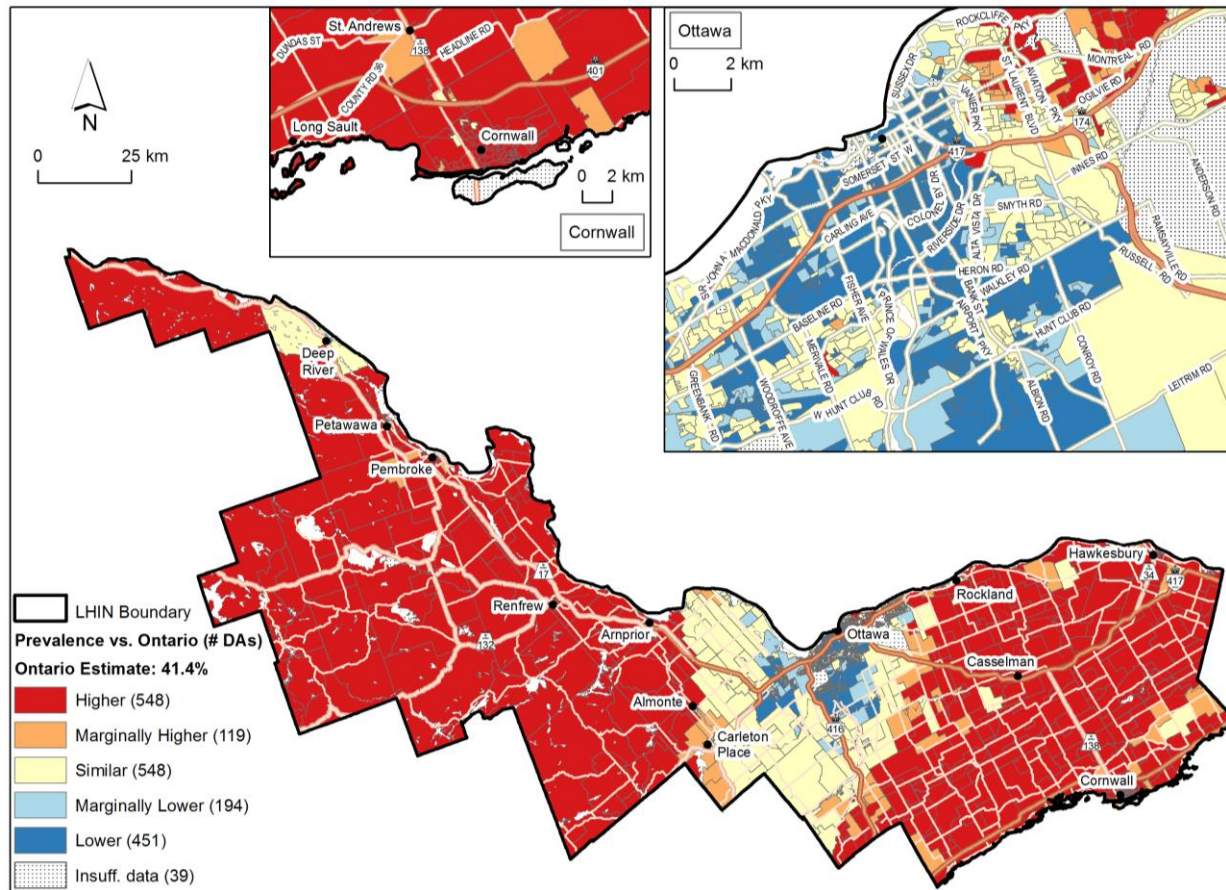 N
0 25 km
St. Andrews
DUNDAS ST
138
HEADLINE RD
COUNTY RD 36
401
Long Sault
Cornwall
0 2 km
Cornwall
Ottawa
0 2 km
ROCKCLIFFE PKY
SUSSEX DR
MONTREAL RD
ST LAURENT BLVD
AVIATION PKY
OGILVIE RD
VANIER PKY
174
417
INNES RD
ANDERSON RD
SOMERSET ST W
SIR JOHN A MACDONALD PKY
CARLING AVE
COLONEL BY DR
RIVERSIDE DR
ALTA VISTA DR
SMYTH RD
RAMSAYVILLE RD
RUSSELL RD
HERON RD
WALKLEY RD
BASELINE RD
FISHER AVE
PRINCE OF WALES DR
BANK ST
AIRPORT PKY
HUNT CLUB RD
MERIVALE RD
CONROY RD
GREENBANK RD
WOODROFFE AVE
W HUNT CLUB RD
ALBION RD
LEITRIM RD
Deep
River
Petawawa
Pembroke
17
Renfrew
132
Arnprior
Almonte
Carleton
Place
Ottawa
416
Rockland
Hawkesbury
34
417
Casselman
138
Cornwall
LHIN Boundary
Prevalence vs. Ontario (# DAs)
Ontario Estimate: 41.4%
Higher (548)
Marginally Higher (119)
Similar (548)
Marginally Lower (194)
Lower (451)
Insuff. data (39)